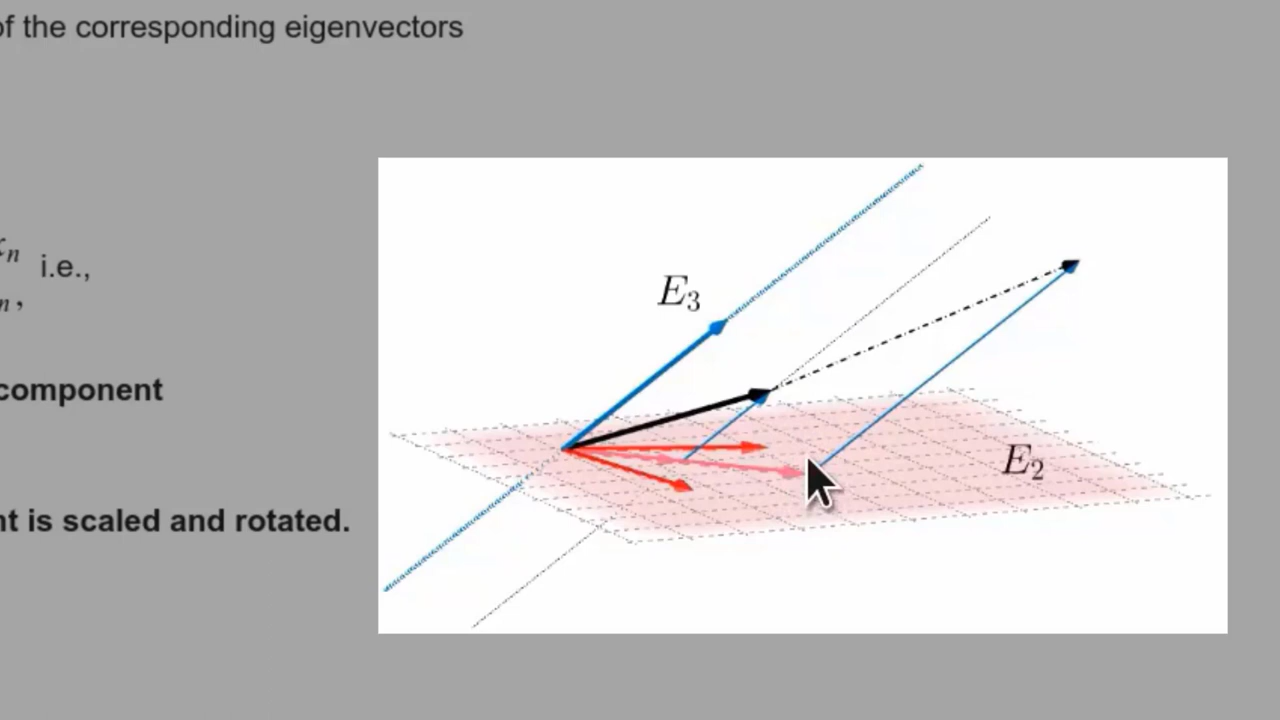 of the corresponding eigenvectors
E₃
i.e.,
n,
component
E₂
nt is scaled and rotated.